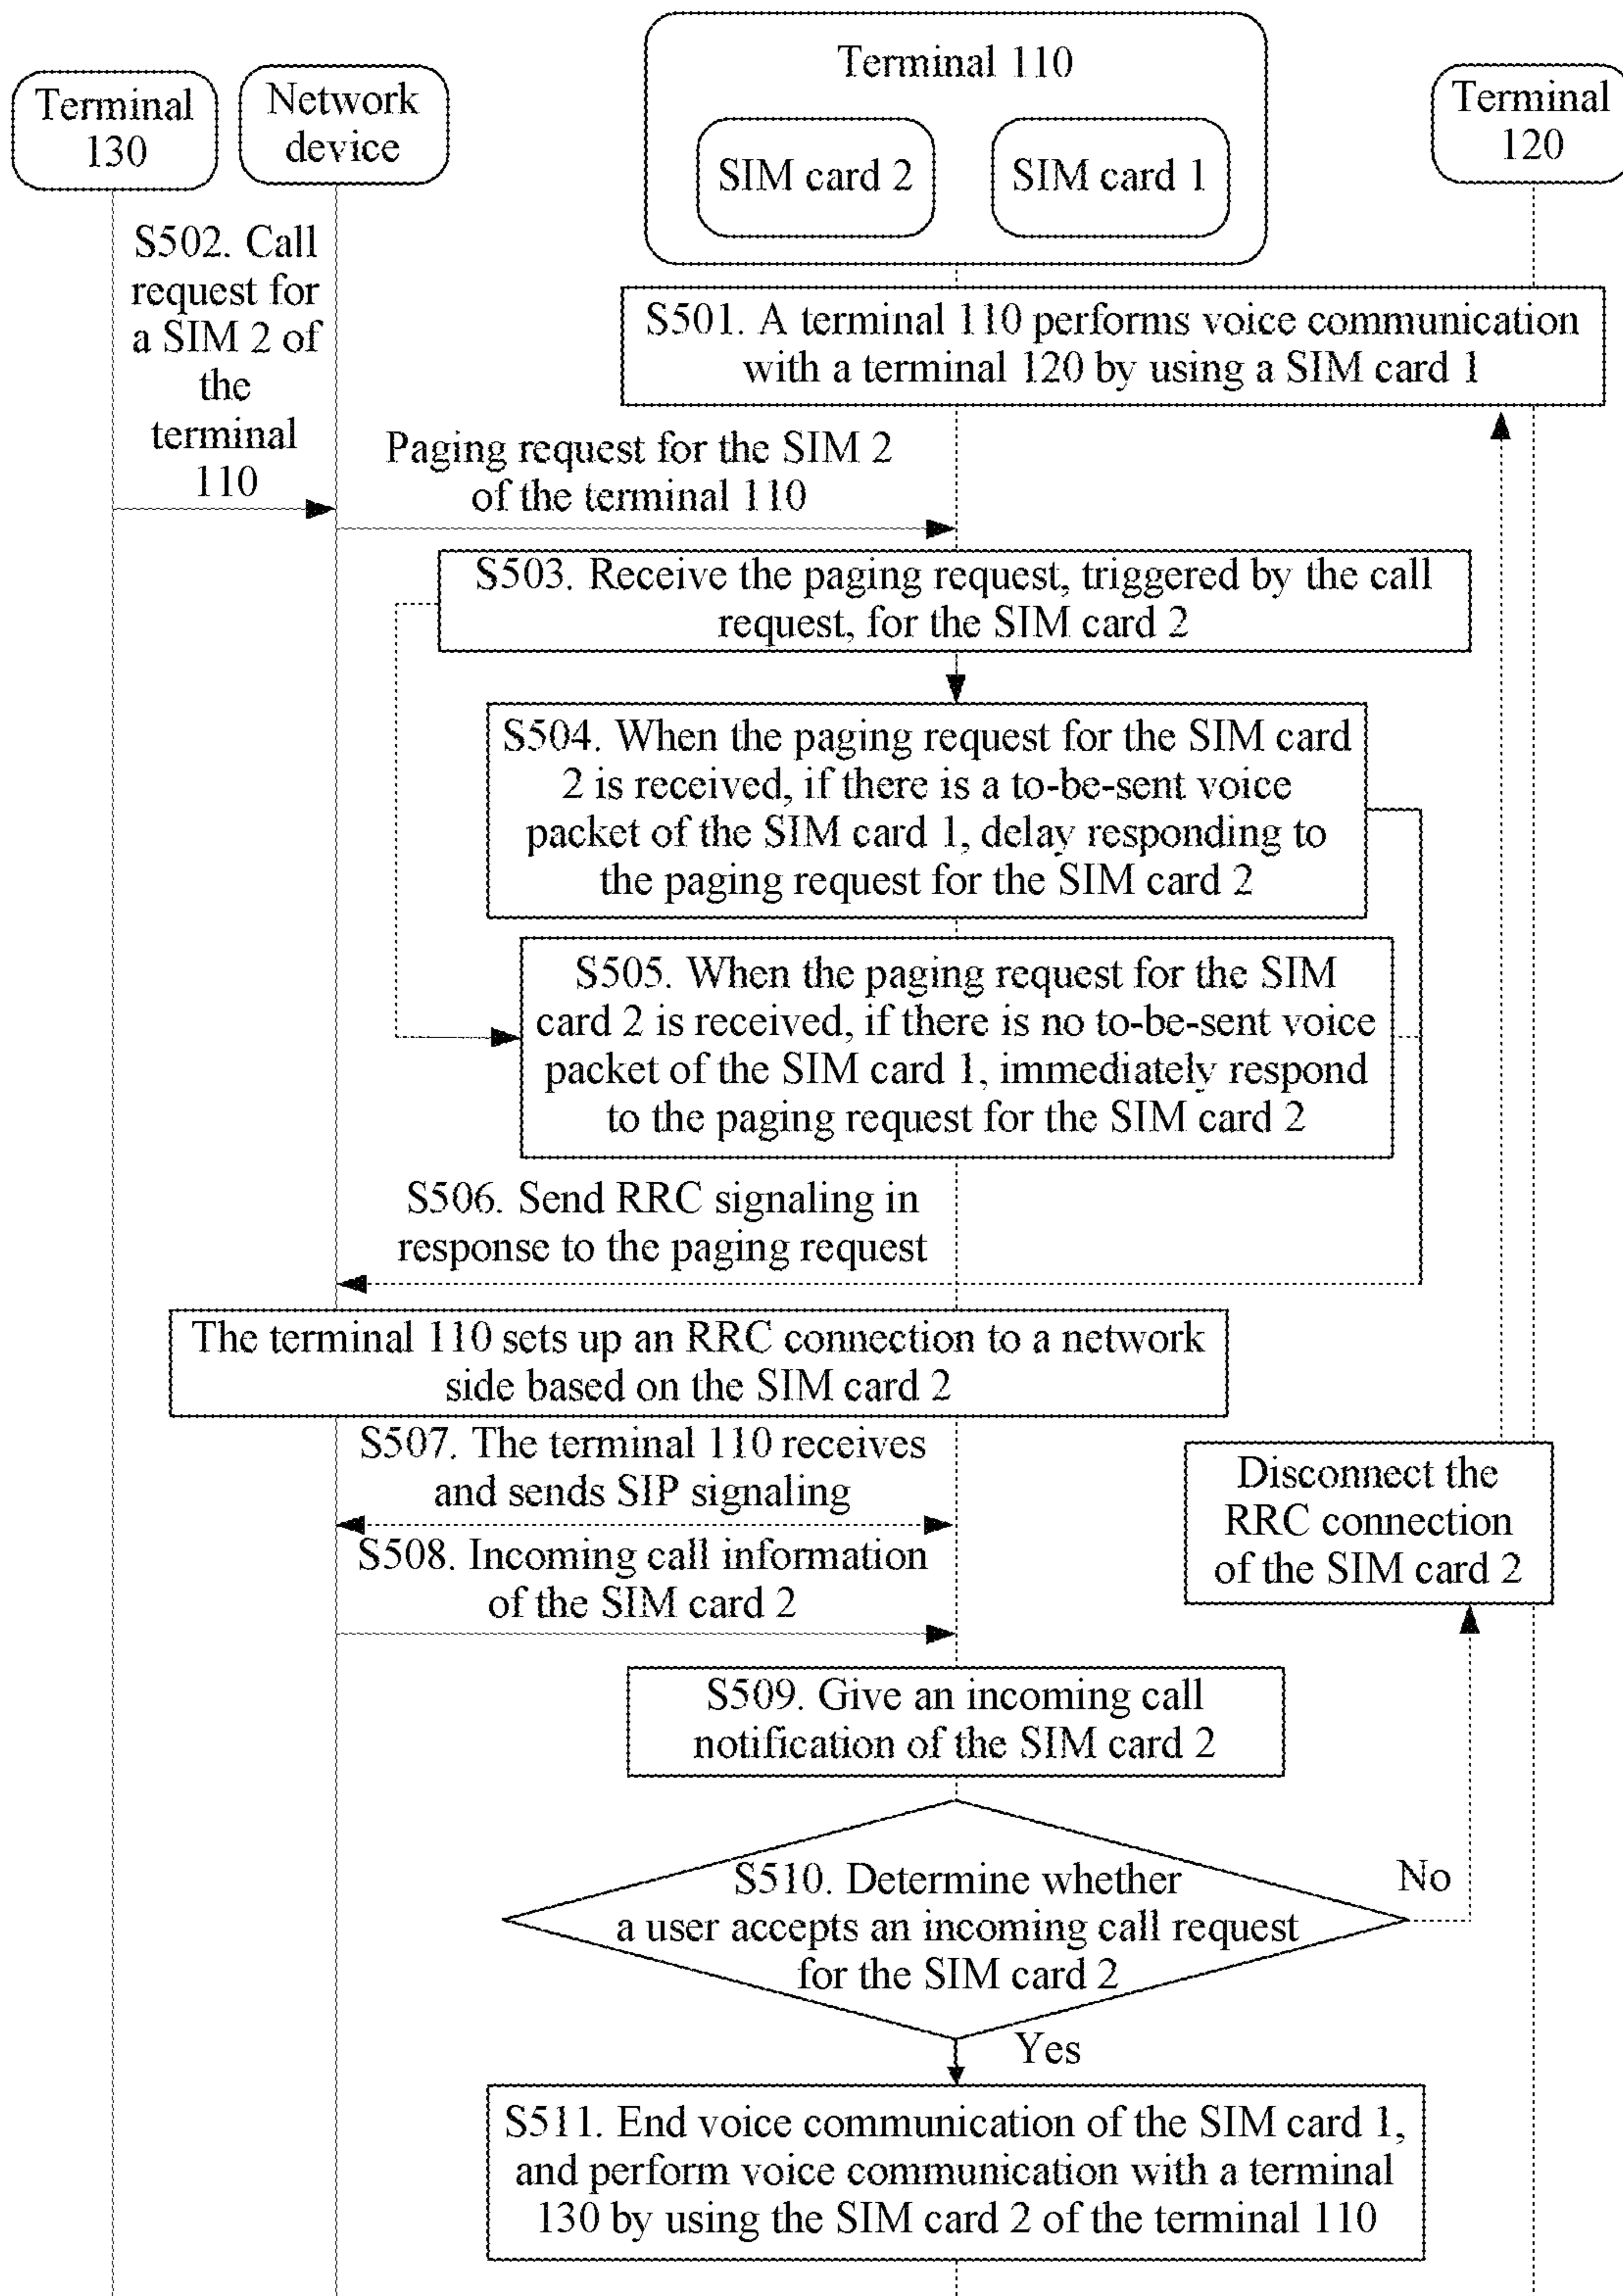 Terminal
130
Network
device
Terminal 110
SIM card 2
SIM card 1
Terminal
120
S502. Call
request for
a SIM 2 of
the
terminal
110
S501. A terminal 110 performs voice communication
with a terminal 120 by using a SIM card 1
Paging request for the SIM 2
of the terminal 110
S503. Receive the paging request, triggered by the call
request, for the SIM card 2
S504. When the paging request for the SIM card
2 is received, if there is a to-be-sent voice
packet of the SIM card 1, delay responding to
the paging request for the SIM card 2
S505. When the paging request for the SIM
card 2 is received, if there is no to-be-sent voice
packet of the SIM card 1, immediately respond
to the paging request for the SIM card 2
S506. Send RRC signaling in
response to the paging request
The terminal 110 sets up an RRC connection to a network
side based on the SIM card 2
S507. The terminal 110 receives
and sends SIP signaling
Disconnect the
RRC connection
of the SIM card 2
S508. Incoming call information
of the SIM card 2
S509. Give an incoming call
notification of the SIM card 2
S510. Determine whether
a user accepts an incoming call request
for the SIM card 2
No
Yes
S511. End voice communication of the SIM card 1,
and perform voice communication with a terminal
130 by using the SIM card 2 of the terminal 110